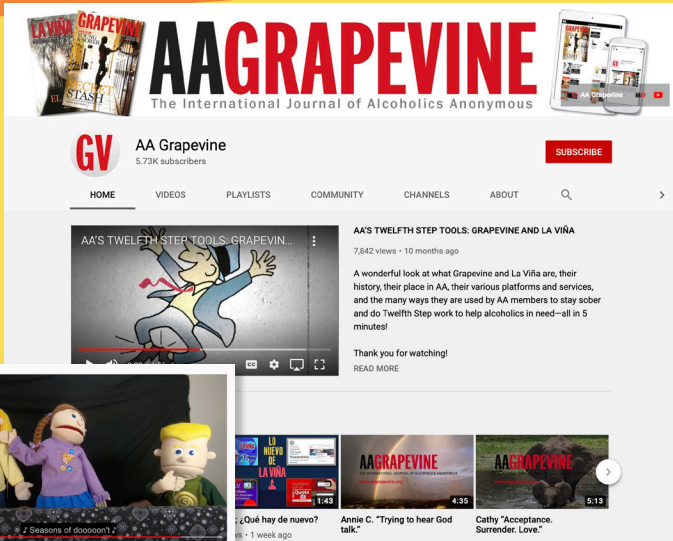 LA VIÑA
GRAPEVINE
SECRET
STASH
EL
AAGRAPEVINE
The International Journal of Alcoholics Anonymous
AA Grapevine
GV
AA Grapevine
5.73K subscribers
SUBSCRIBE
HOME
VIDEOS
PLAYLISTS
COMMUNITY
CHANNELS
ABOUT
AA'S TWELFTH STEP TOOLS: GRAPEVIN...
AA'S TWELFTH STEP TOOLS: GRAPEVINE AND LA VIÑA
7,842 views • 10 months ago
A wonderful look at what Grapevine and La Viña are, their
history, their place in AA, their various platforms and services,
and the many ways they are used by AA members to stay sober
and do Twelfth Step work to help alcoholics in need—all in 5
minutes!
Thank you for watching!
READ MORE
CC
♪ Seasons of dooooon't ♪
LO
NUEVO
DE
LA VIÑA
Quote
1:43
¿Qué hay de nuevo?
ws • 1 week ago
AAGRAPEVINE
4:35
Annie C. "Trying to hear God
talk."
AAGRAPEVINE
5:13
Cathy "Acceptance.
Surrender. Love."